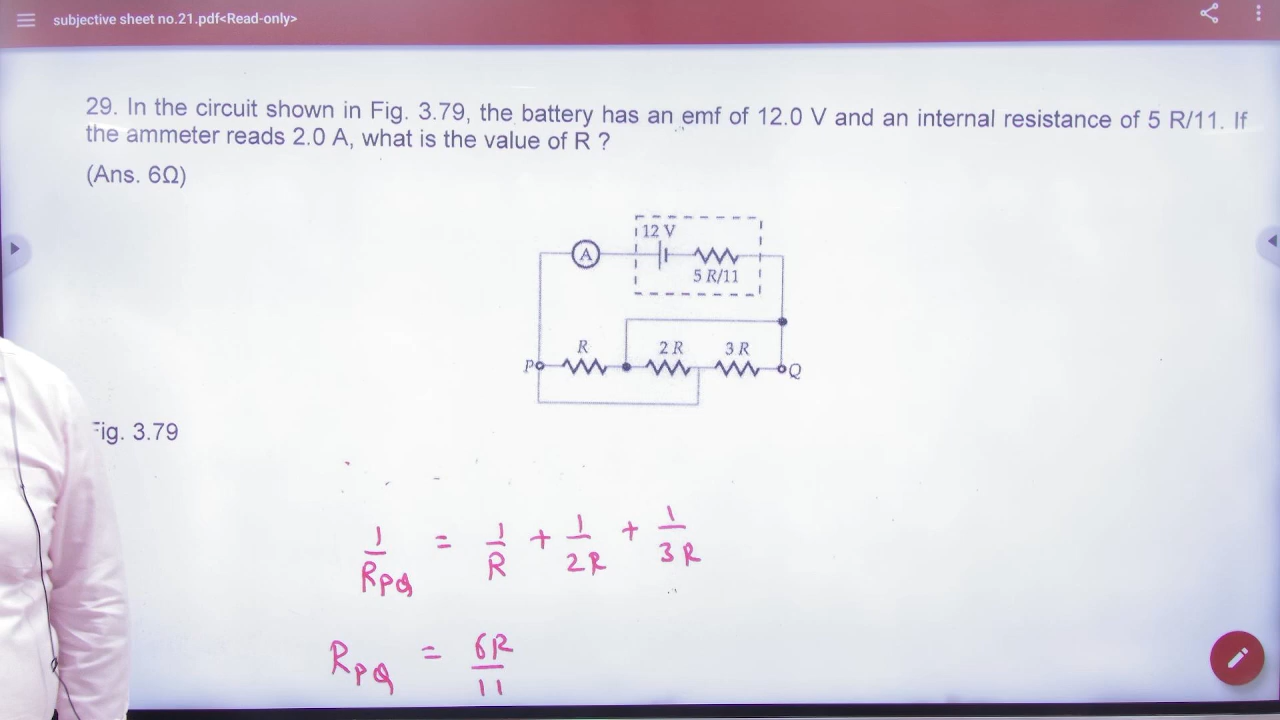 subjective sheet no.21.pdf<Read-only>
29. In the circuit shown in Fig. 3.79, the battery has an emf of 12.0 V and an internal resistance of 5 R/11. If
the ammeter reads 2.0 A, what is the value of R ?
(Ans. 6Ω)
12 V
A
5 R/11
R
2 R
3 R
P
Q
ig. 3.79
1/R_PQ = 1/R + 1/2R + 1/3R
R_PQ = 6R/11